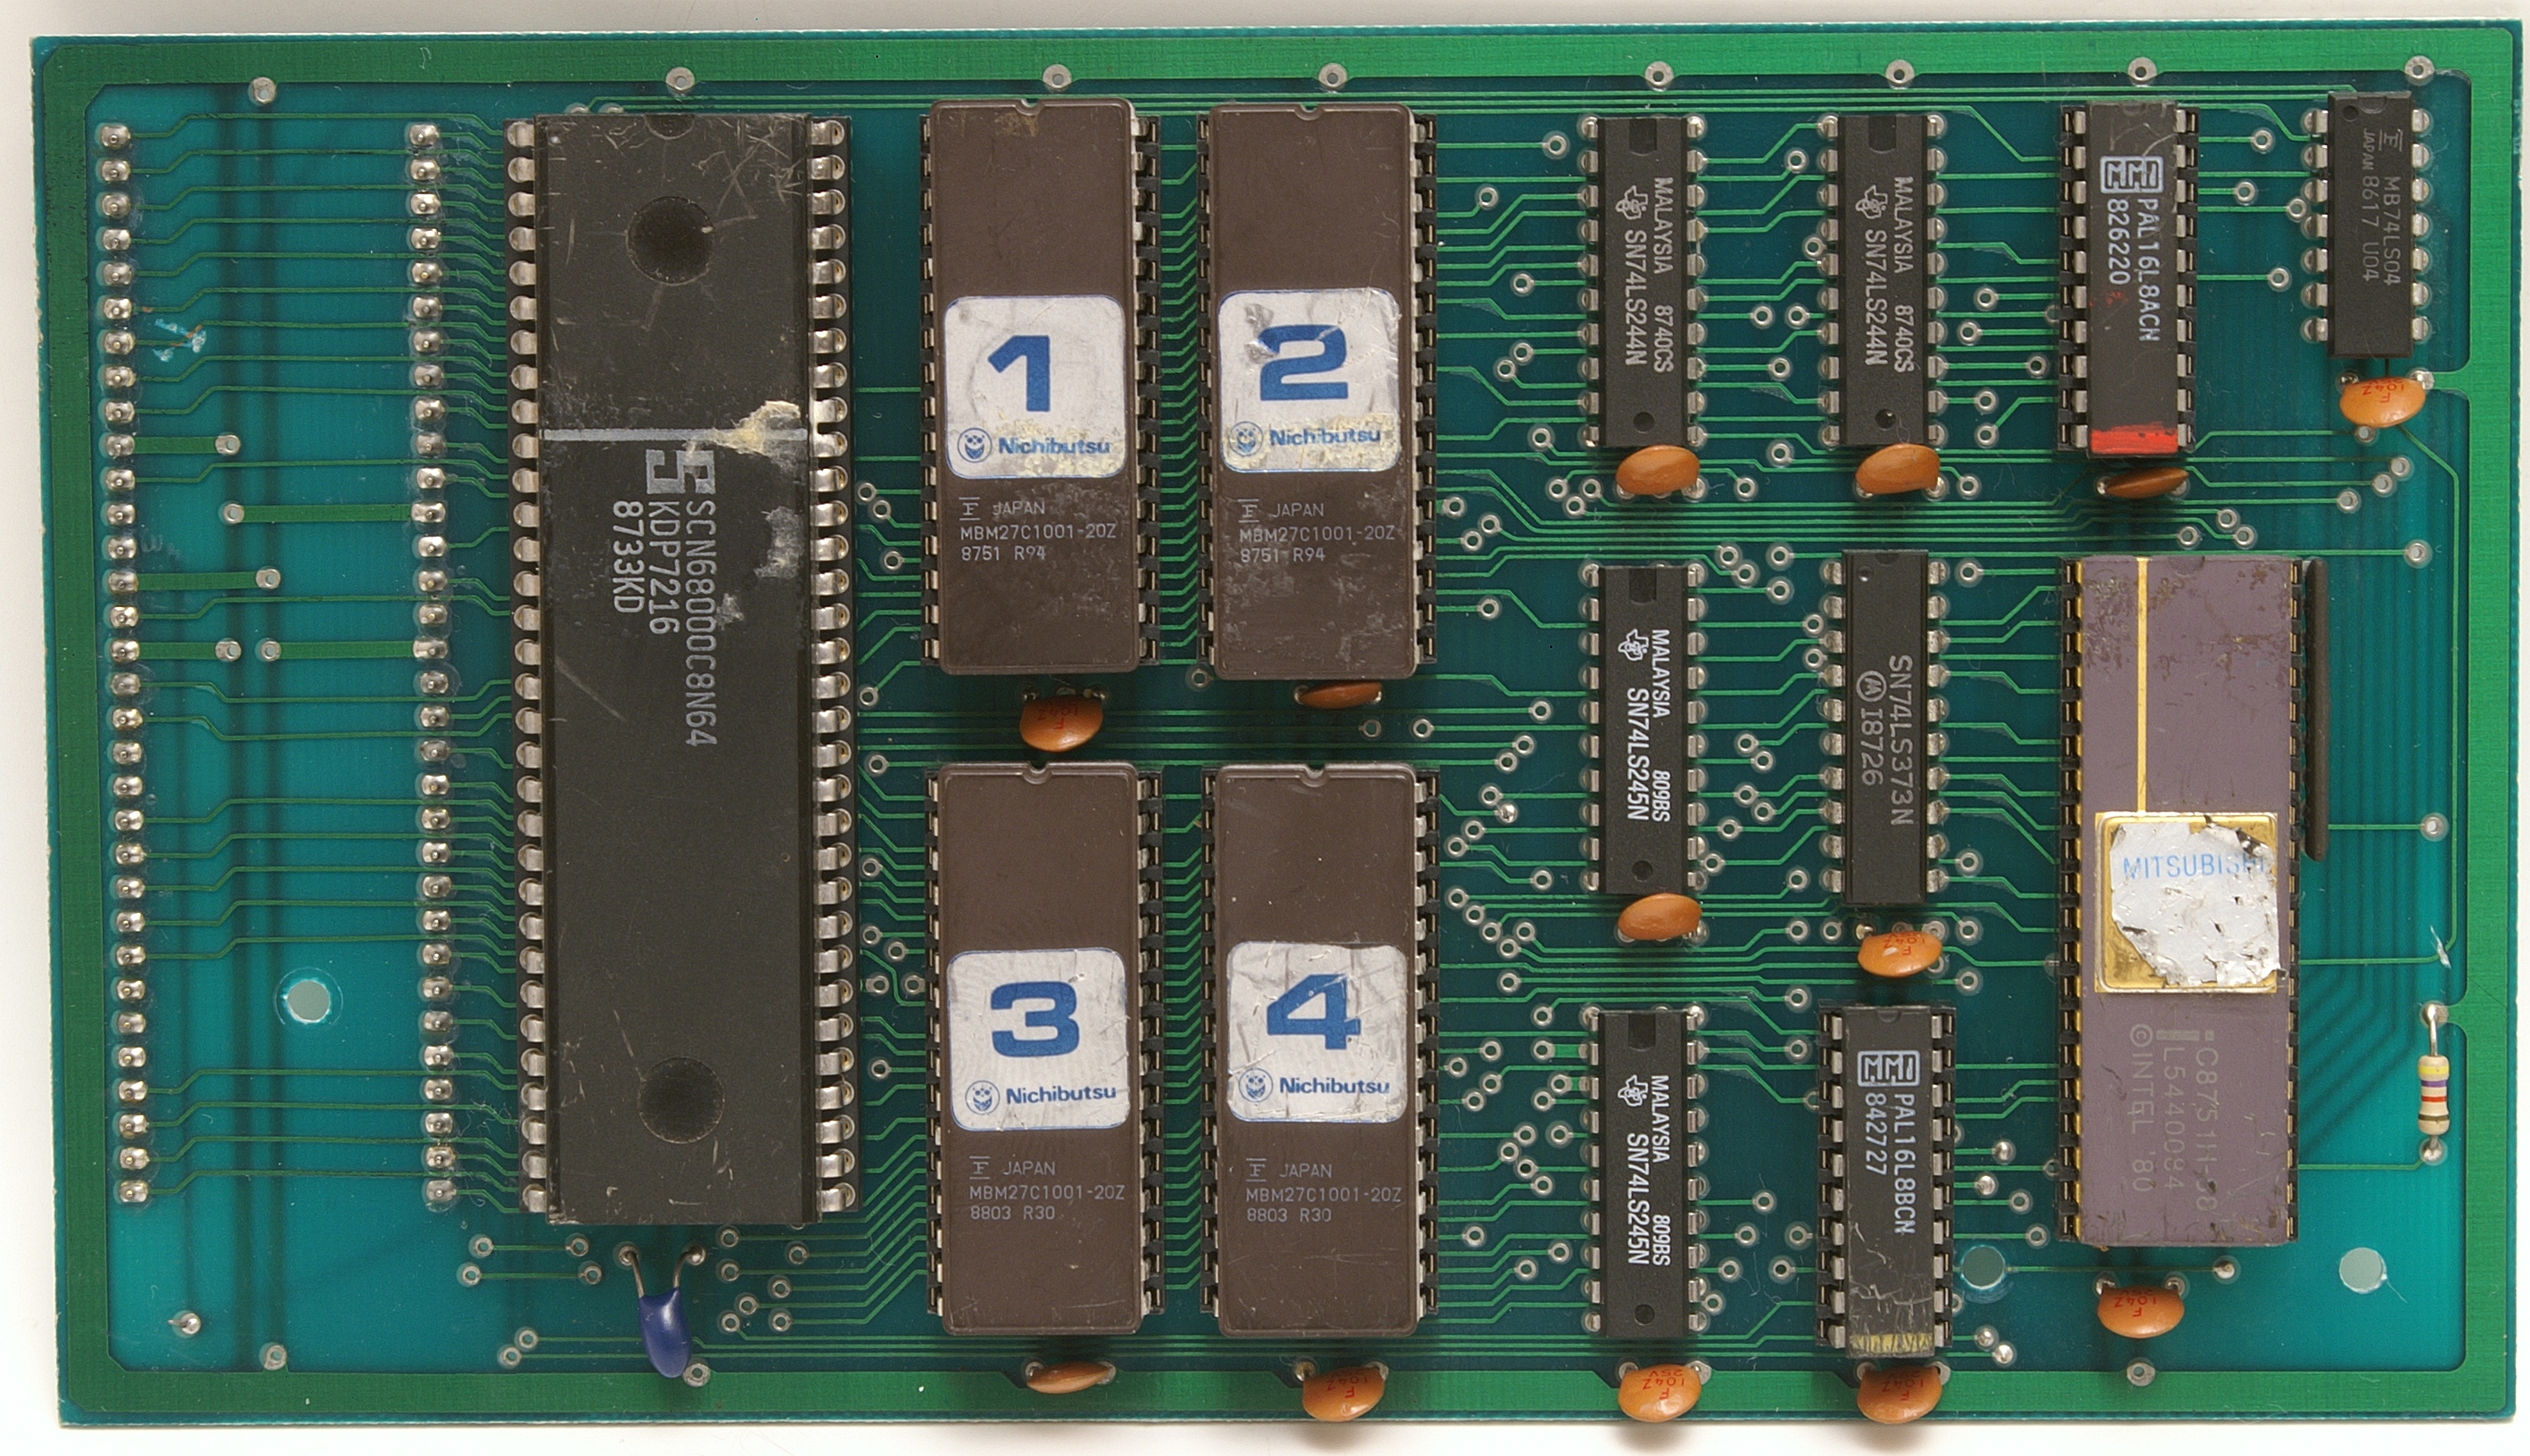 SCN68000C8N64
KDP7216
8733KD
1
Nichibutsu
JAPAN
MBM27C1001-20Z
8751 R94
2
Nichibutsu
JAPAN
MBM27C1001-20Z
8751 R94
3
Nichibutsu
JAPAN
MBM27C1001-20Z
8803 R30
4
Nichibutsu
JAPAN
MBM27C1001-20Z
8803 R30
MALAYSIA 8740CS
SN74LS244N
MALAYSIA 8740CS
SN74LS244N
MMI
PAL16L8ACN
826220
MB74LS04
JAPAN 8617 U04
MALAYSIA 809BS
SN74LS245N
SN74LS373N
I8726
MITSUBISHI
C8751H-88
L5440094
©INTEL '80
MALAYSIA 809BS
SN74LS245N
MMI
PAL16L8BCN
842727